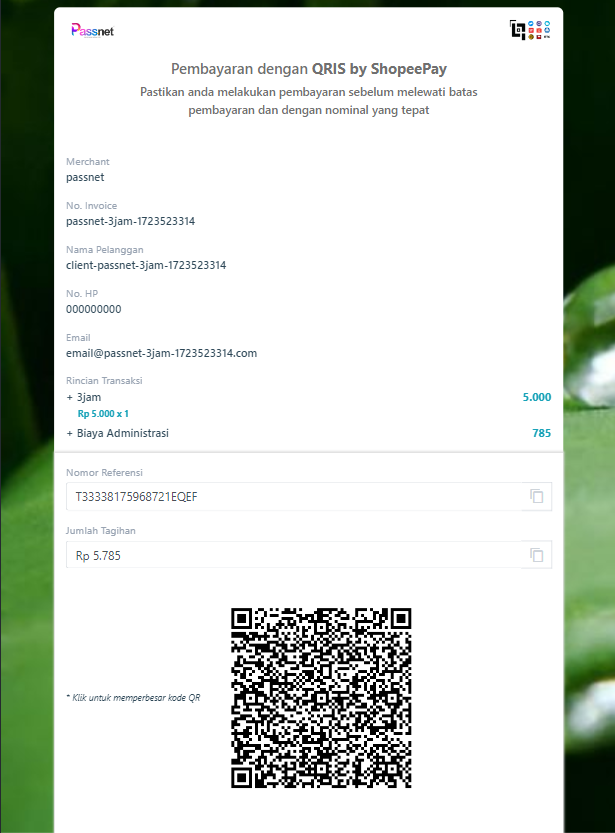 Passnet
Pembayaran dengan QRIS by ShopeePay
Pastikan anda melakukan pembayaran sebelum melewati batas
pembayaran dan dengan nominal yang tepat
Merchant
passnet
No. Invoice
passnet-3jam-1723523314
Nama Pelanggan
client-passnet-3jam-1723523314
No. HP
000000000
Email
email@passnet-3jam-1723523314.com
Rincian Transaksi
+ 3jam 5.000
Rp 5.000 x 1
+ Biaya Administrasi 785
Nomor Referensi
T33338175968721EQEF
Jumlah Tagihan
Rp 5.785
* Klik untuk memperbesar kode QR